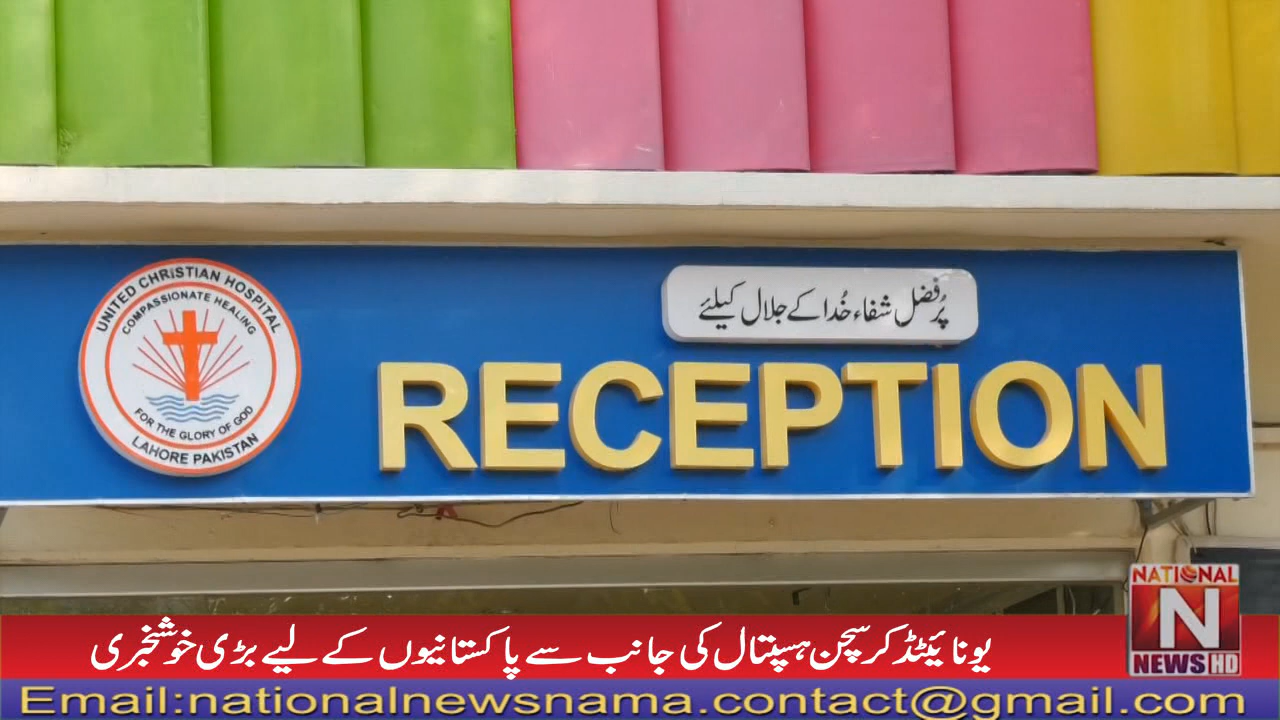 UNITED CHRISTIAN HOSPITAL
COMPASSIONATE HEALING
FOR THE GLORY OF GOD
LAHORE PAKISTAN
پُرفضل شفاء خُدا کے جلال کیلئے
RECEPTION
NATIONAL
N
NEWS HD
یونائیٹڈ کرسچن ہسپتال کی جانب سے پاکستانیوں کے لیے بڑی خوشخبری
Email:nationalnewsnama.contact@gmail.com